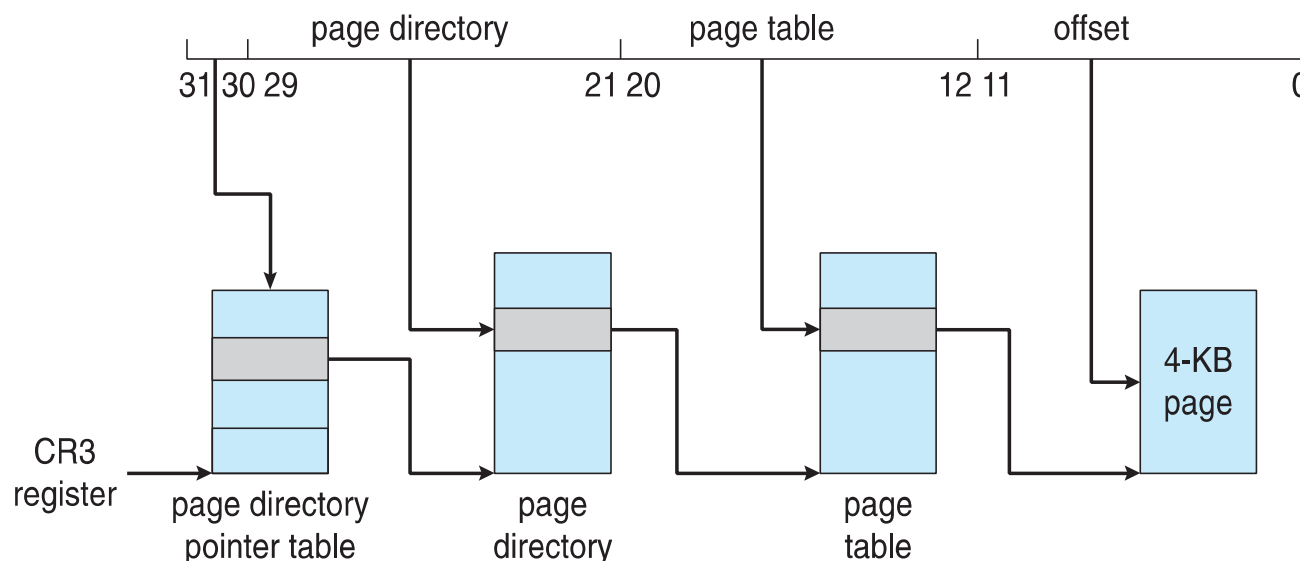 page directory
page table
offset
31 30 29
21 20
12 11
0
4-KB
page
CR3
register
page directory
pointer table
page
directory
page
table